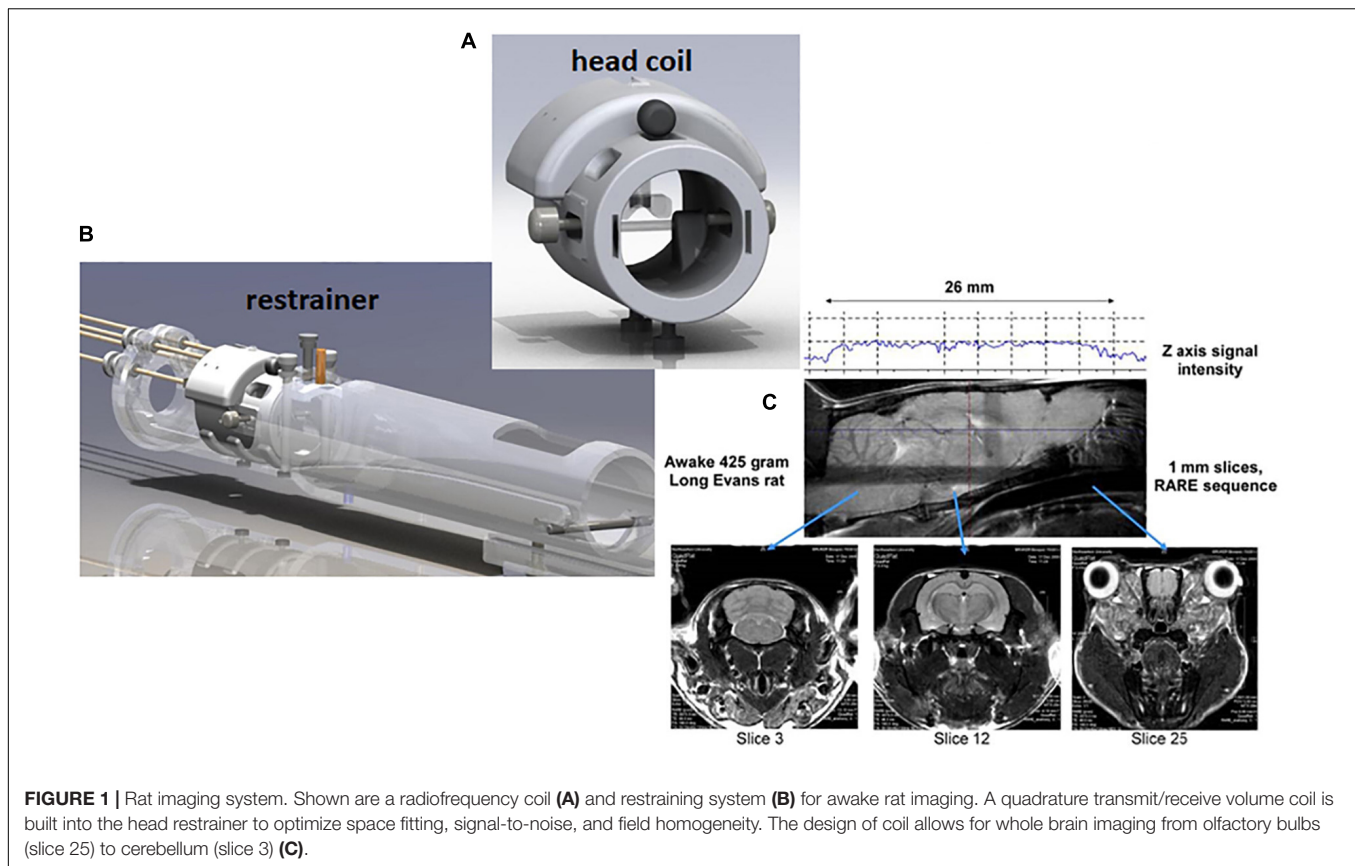 A
head coil
B
restrainer
26 mm
Z axis signal
intensity
C
Awake 425 gram
Long Evans rat
1 mm slices,
RARE sequence
Slice 3
Slice 12
Slice 25
FIGURE 1 | Rat imaging system. Shown are a radiofrequency coil (A) and restraining system (B) for awake rat imaging. A quadrature transmit/receive volume coil is
built into the head restrainer to optimize space fitting, signal-to-noise, and field homogeneity. The design of coil allows for whole brain imaging from olfactory bulbs
(slice 25) to cerebellum (slice 3) (C).